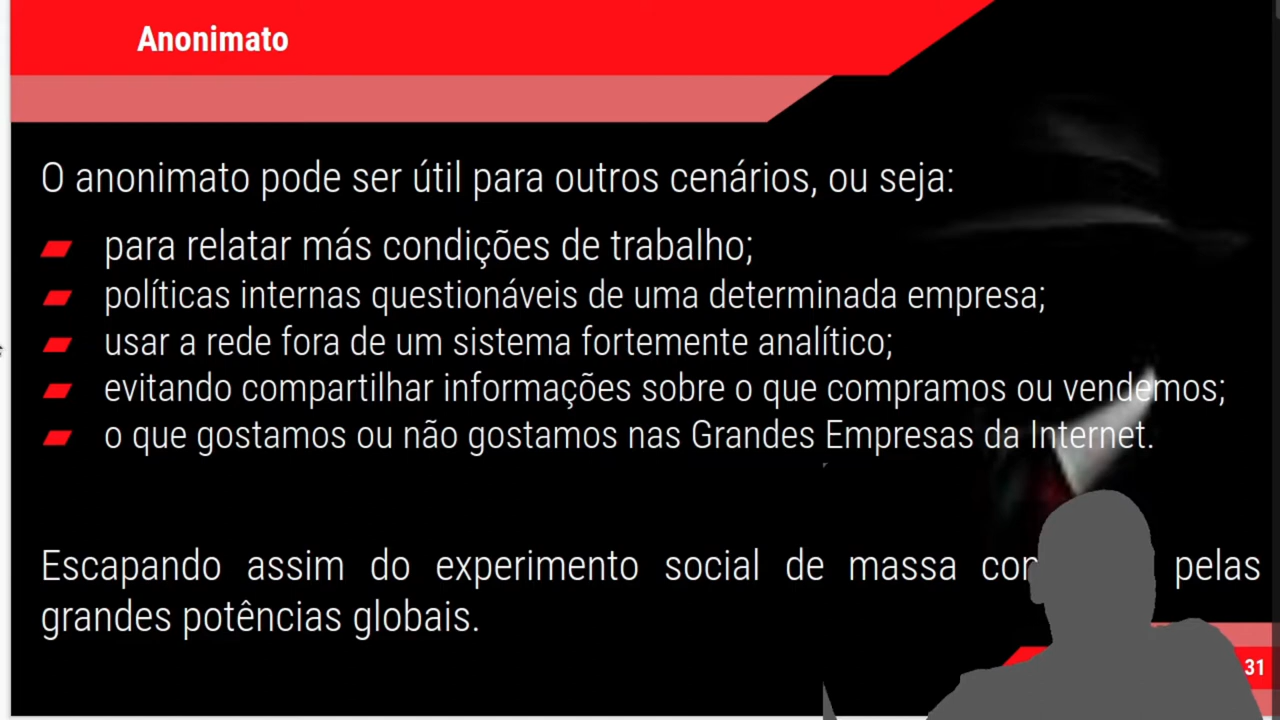 Anonimato
O anonimato pode ser útil para outros cenários, ou seja:
para relatar más condições de trabalho;
políticas internas questionáveis de uma determinada empresa;
usar a rede fora de um sistema fortemente analítico;
evitando compartilhar informações sobre o que compramos ou vendemos;
o que gostamos ou não gostamos nas Grandes Empresas da Internet.
Escapando assim do experimento social de massa pelas
grandes potências globais.
31